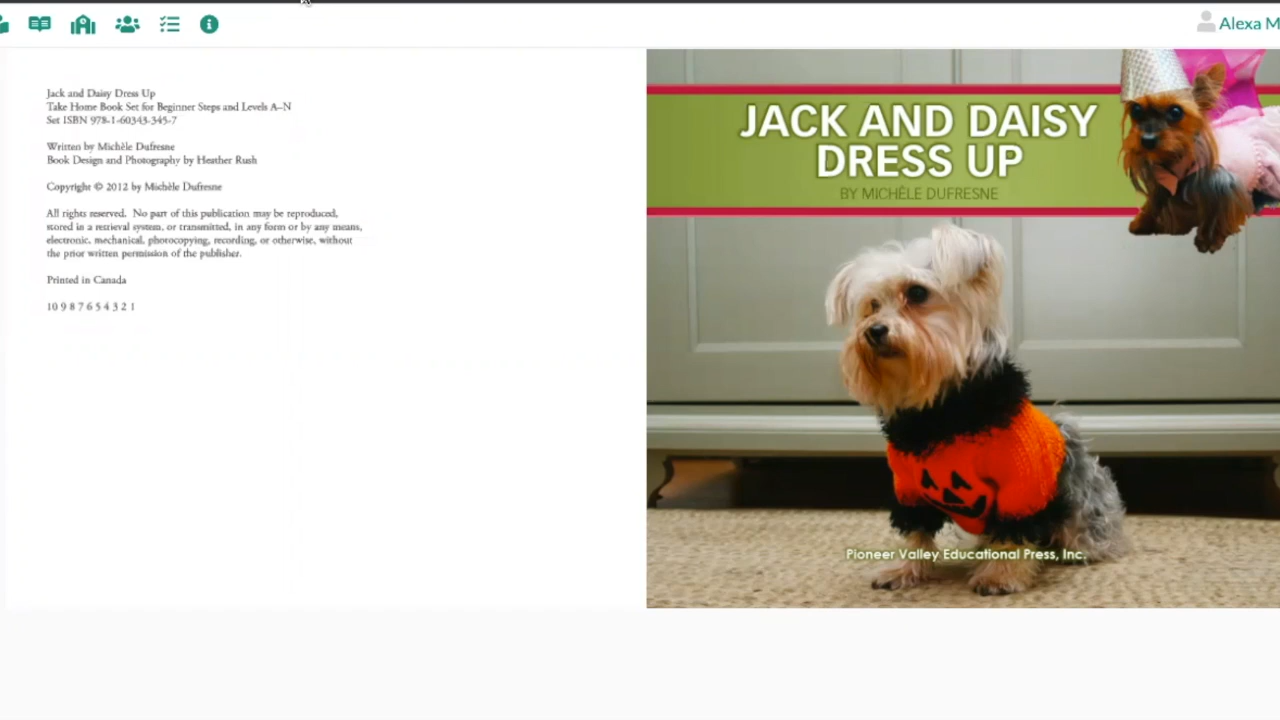 Alexa M
Jack and Daisy Dress Up
Take Home Book Set for Beginner Steps and Levels A–N
Set ISBN 978-1-60343-345-7
Written by Michèle Dufresne
Book Design and Photography by Heather Rush
Copyright © 2012 by Michèle Dufresne
All rights reserved. No part of this publication may be reproduced,
stored in a retrieval system, or transmitted, in any form or by any means,
electronic, mechanical, photocopying, recording, or otherwise, without
the prior written permission of the publisher.
Printed in Canada
10 9 8 7 6 5 4 3 2 1
JACK AND DAISY
DRESS UP
BY MICHÈLE DUFRESNE
Pioneer Valley Educational Press, Inc.